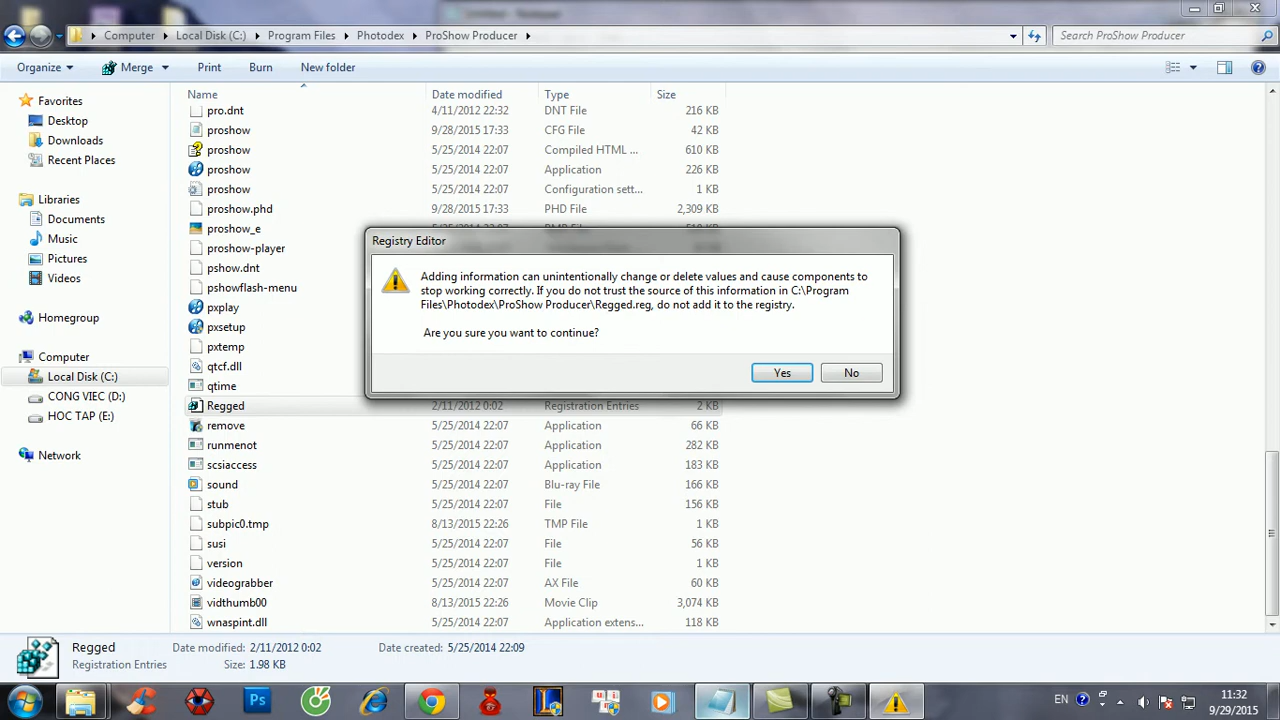 Computer Local Disk (C:) Program Files Photodex ProShow Producer Search ProShow Producer
Organize Merge Print Burn New folder
Name Date modified Type Size
Favorites
Desktop
Downloads
Recent Places
Libraries
Documents
Music
Pictures
Videos
Homegroup
Computer
Local Disk (C:)
CONG VIEC (D:)
HOC TAP (E:)
Network
pro.dnt 4/11/2012 22:32 DNT File 216 KB
proshow 9/28/2015 17:33 CFG File 42 KB
proshow 5/25/2014 22:07 Compiled HTML ... 610 KB
proshow 5/25/2014 22:07 Application 226 KB
proshow 5/25/2014 22:07 Configuration sett... 1 KB
proshow.phd 9/28/2015 17:33 PHD File 2,309 KB
proshow_e
proshow-player
pshow.dnt
pshowflash-menu
pxplay
pxsetup
pxtemp
qtcf.dll
qtime
Regged 2/11/2012 0:02 Registration Entries 2 KB
remove 5/25/2014 22:07 Application 66 KB
runmenot 5/25/2014 22:07 Application 282 KB
scsiaccess 5/25/2014 22:07 Application 183 KB
sound 5/25/2014 22:07 Blu-ray File 166 KB
stub 5/25/2014 22:07 File 156 KB
subpic0.tmp 8/13/2015 22:26 TMP File 1 KB
susi 5/25/2014 22:07 File 56 KB
version 5/25/2014 22:07 File 1 KB
videograbber 5/25/2014 22:07 AX File 60 KB
vidthumb00 8/13/2015 22:26 Movie Clip 3,074 KB
wnaspint.dll 5/25/2014 22:07 Application extens... 118 KB
Registry Editor
Adding information can unintentionally change or delete values and cause components to
stop working correctly. If you do not trust the source of this information in C:\Program
Files\Photodex\ProShow Producer\Regged.reg, do not add it to the registry.
Are you sure you want to continue?
Yes No
Regged Date modified: 2/11/2012 0:02 Date created: 5/25/2014 22:09
Registration Entries Size: 1.98 KB
Ps
EN 11:32
9/29/2015